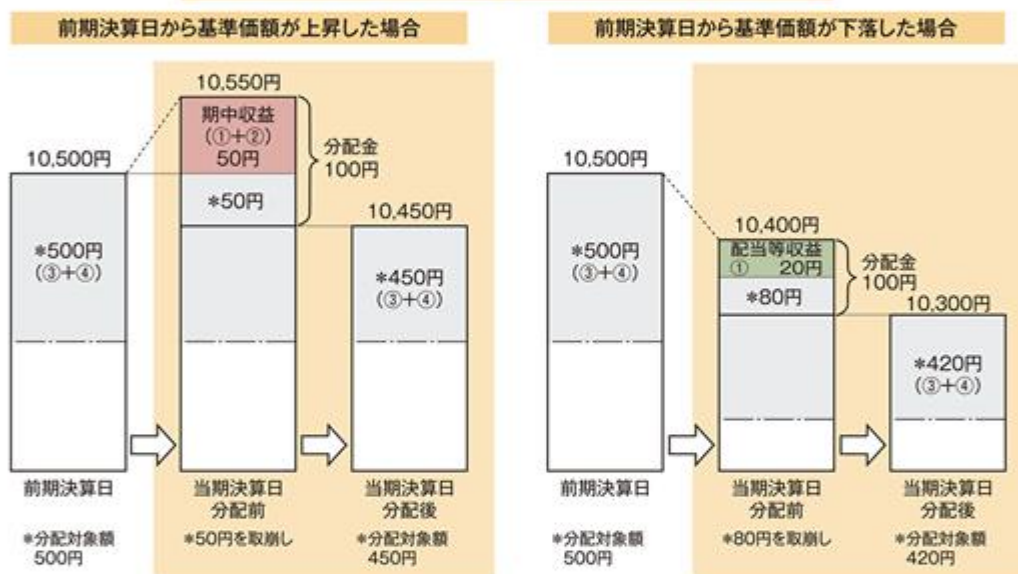 前期決算日から基準価額が上昇した場合
10,500円
*500円
(③+④)
10,550円
期中収益
(①+②)
50円
*50円
分配金
100円
10,450円
*450円
(③+④)
前期決算日
当期決算日
分配前
当期決算日
分配後
*分配対象額
500円
*50円を取崩し
*分配対象額
450円
前期決算日から基準価額が下落した場合
10,500円
*500円
(③+④)
10,400円
配当等収益
① 20円
*80円
分配金
100円
10,300円
*420円
(③+④)
前期決算日
当期決算日
分配前
当期決算日
分配後
*分配対象額
500円
*80円を取崩し
*分配対象額
420円